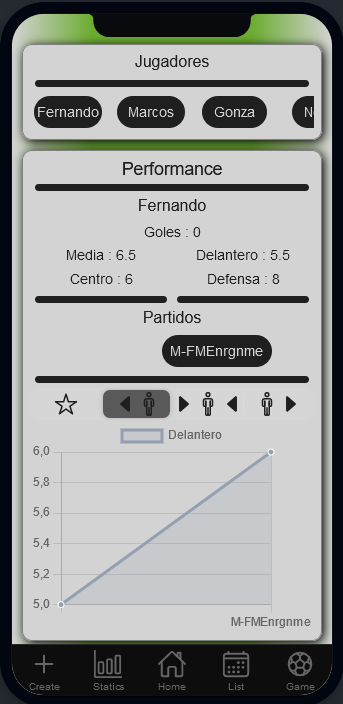 Jugadores
Fernando Marcos Gonza
Performance
Fernando
Goles : 0
Media : 6.5 Delantero : 5.5
Centro : 6 Defensa : 8
Partidos
M-FMEnrgnme
Delantero
6,0
5,8
5,6
5,4
5,2
5,0
M-FMEnrgnme
Create Statics Home List Game